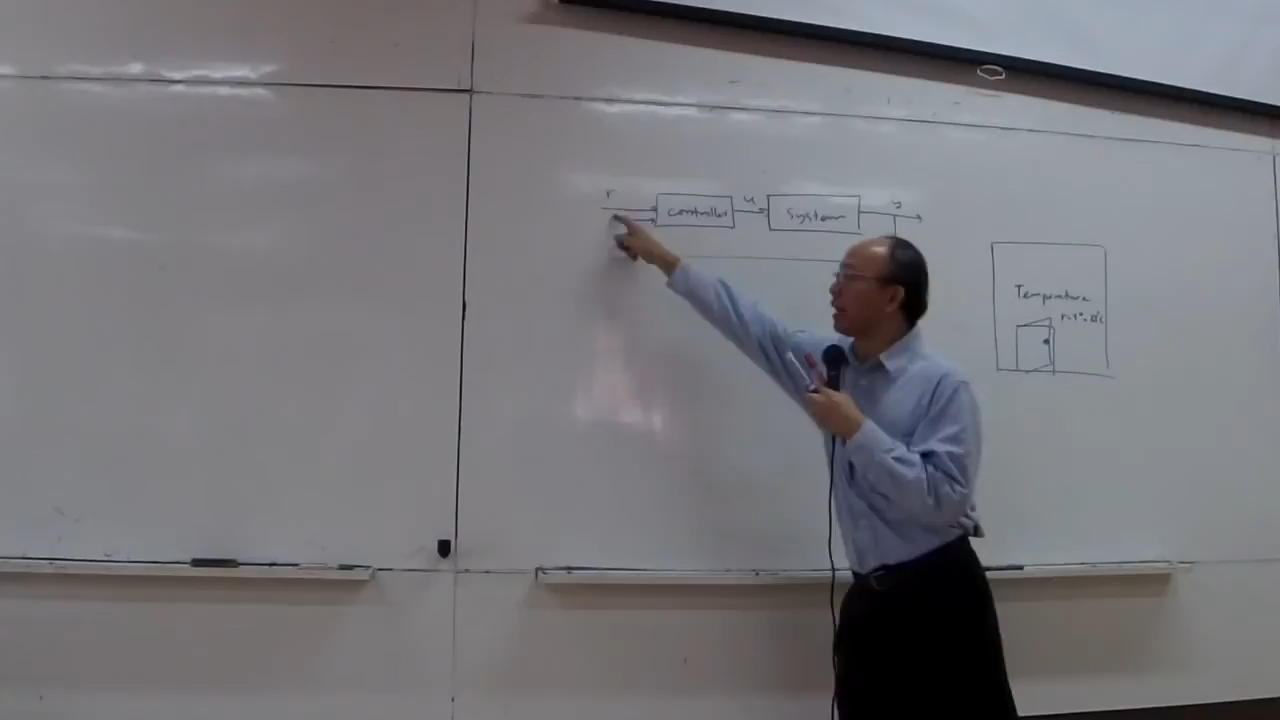 r
controller
u
System
y
Temperature